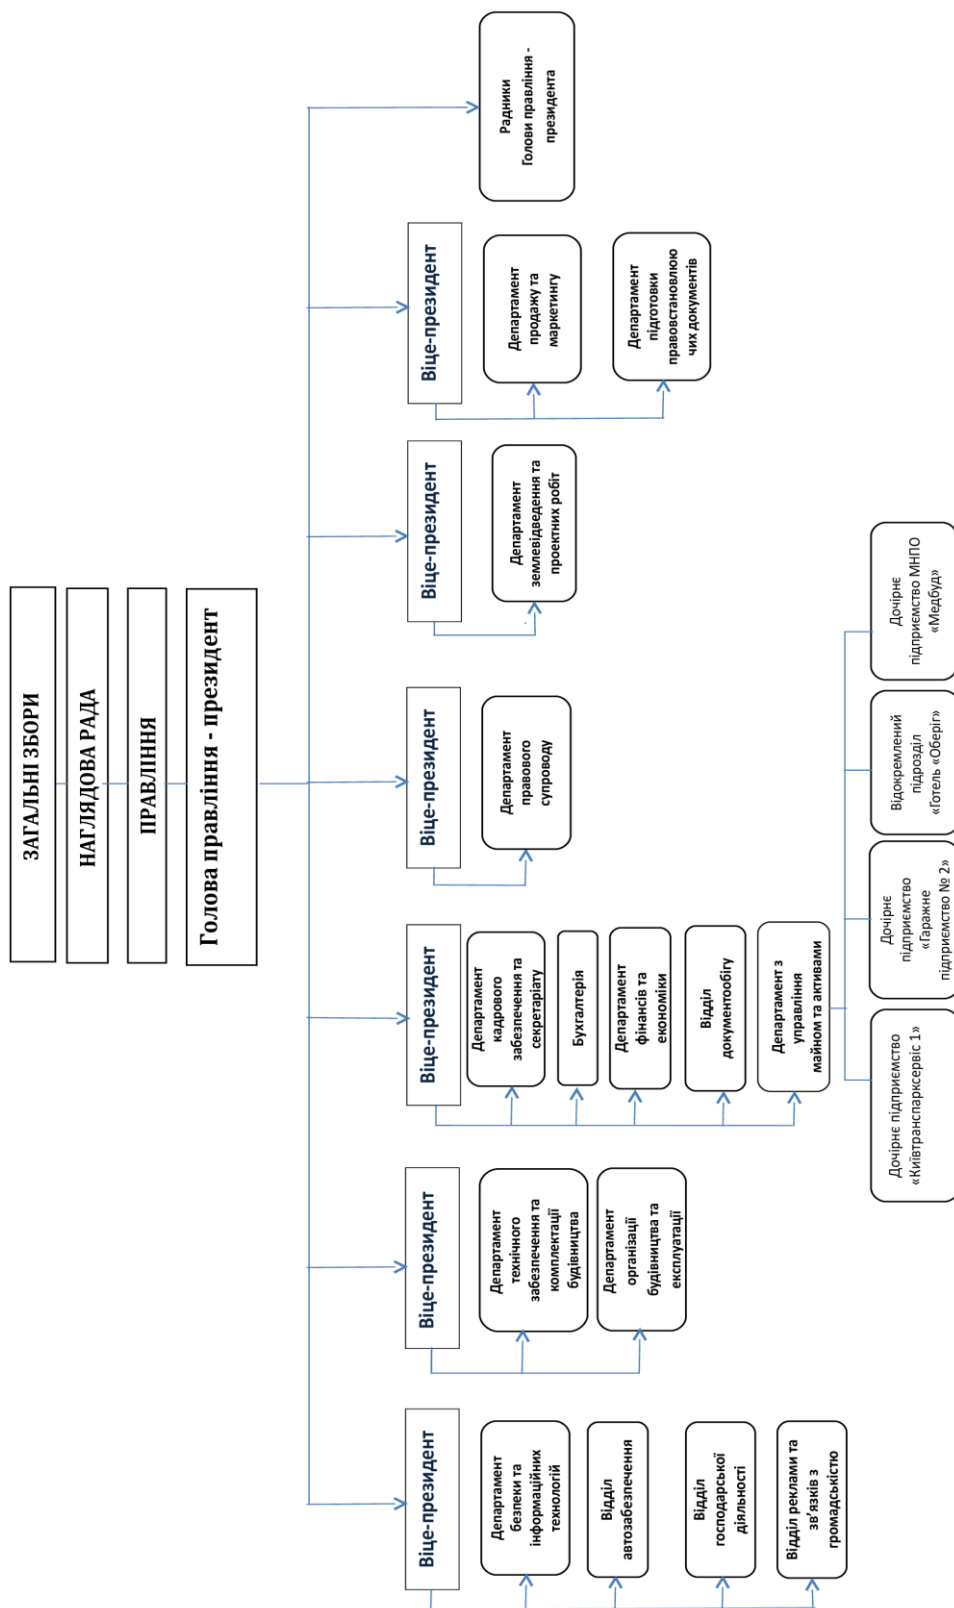 ЗАГАЛЬНІ ЗБОРИ
НАГЛЯДОВА РАДА
ПРАВЛІННЯ
Голова правління - президент
Віце-президент
Департамент
безпеки та
інформаційних
технологій
Відділ
автозабезпечення
Відділ
господарської
діяльності
Відділ реклами та
зв’язків з
громадськістю
Віце-президент
Департамент
технічного
забезпечення та
комплектації
будівництва
Департамент
організації
будівництва та
експлуатації
Віце-президент
Департамент
кадрового
забезпечення та
секретаріату
Бухгалтерія
Департамент
фінансів та
економіки
Відділ
документообігу
Департамент з
управління
майном та активами
Дочірнє підприємство
«Київтранспарксервіс 1»
Дочірнє
підприємство
«Гаражне
підприємство № 2»
Відокремлений
підрозділ
«Готель «Оберіг»
Дочірнє
підприємство МНПО
«Медбуд»
Віце-президент
Департамент
правового
супроводу
Віце-президент
Департамент
землевідведення та
проектних робіт
Віце-президент
Департамент
продажу та
маркетингу
Департамент
підготовки
правовстановлюю
чих документів
Радники
Голови правління -
президента